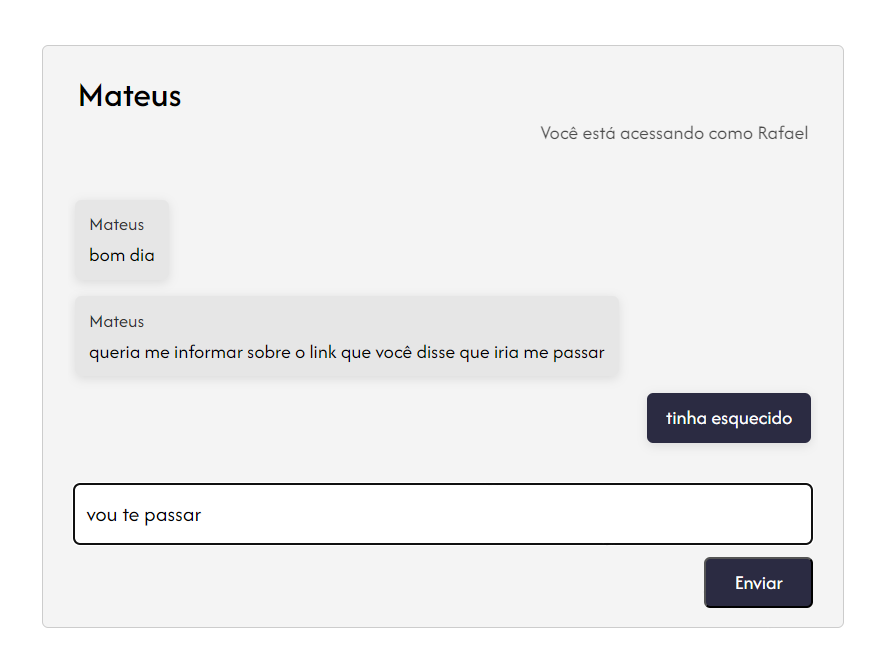 Mateus
Você está acessando como Rafael
Mateus
bom dia
Mateus
queria me informar sobre o link que você disse que iria me passar
tinha esquecido
vou te passar
Enviar